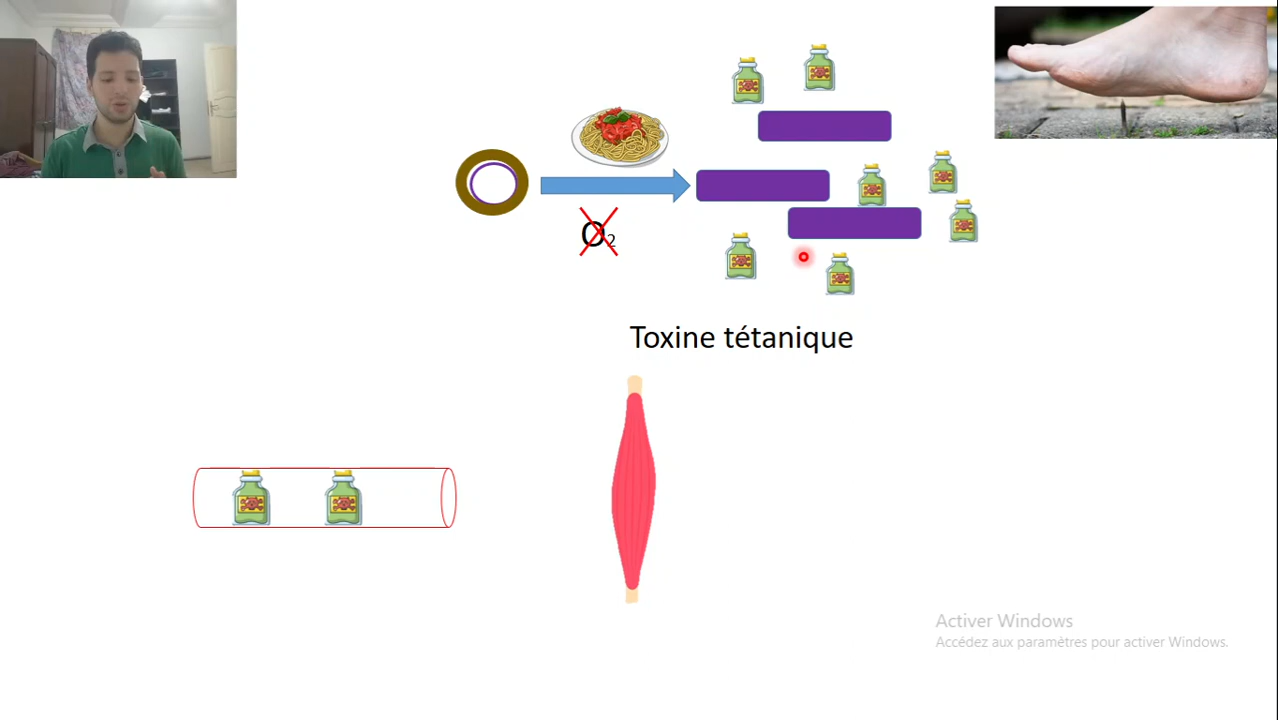 O2
Toxine tétanique
Activer Windows
Accédez aux paramètres pour activer Windows.